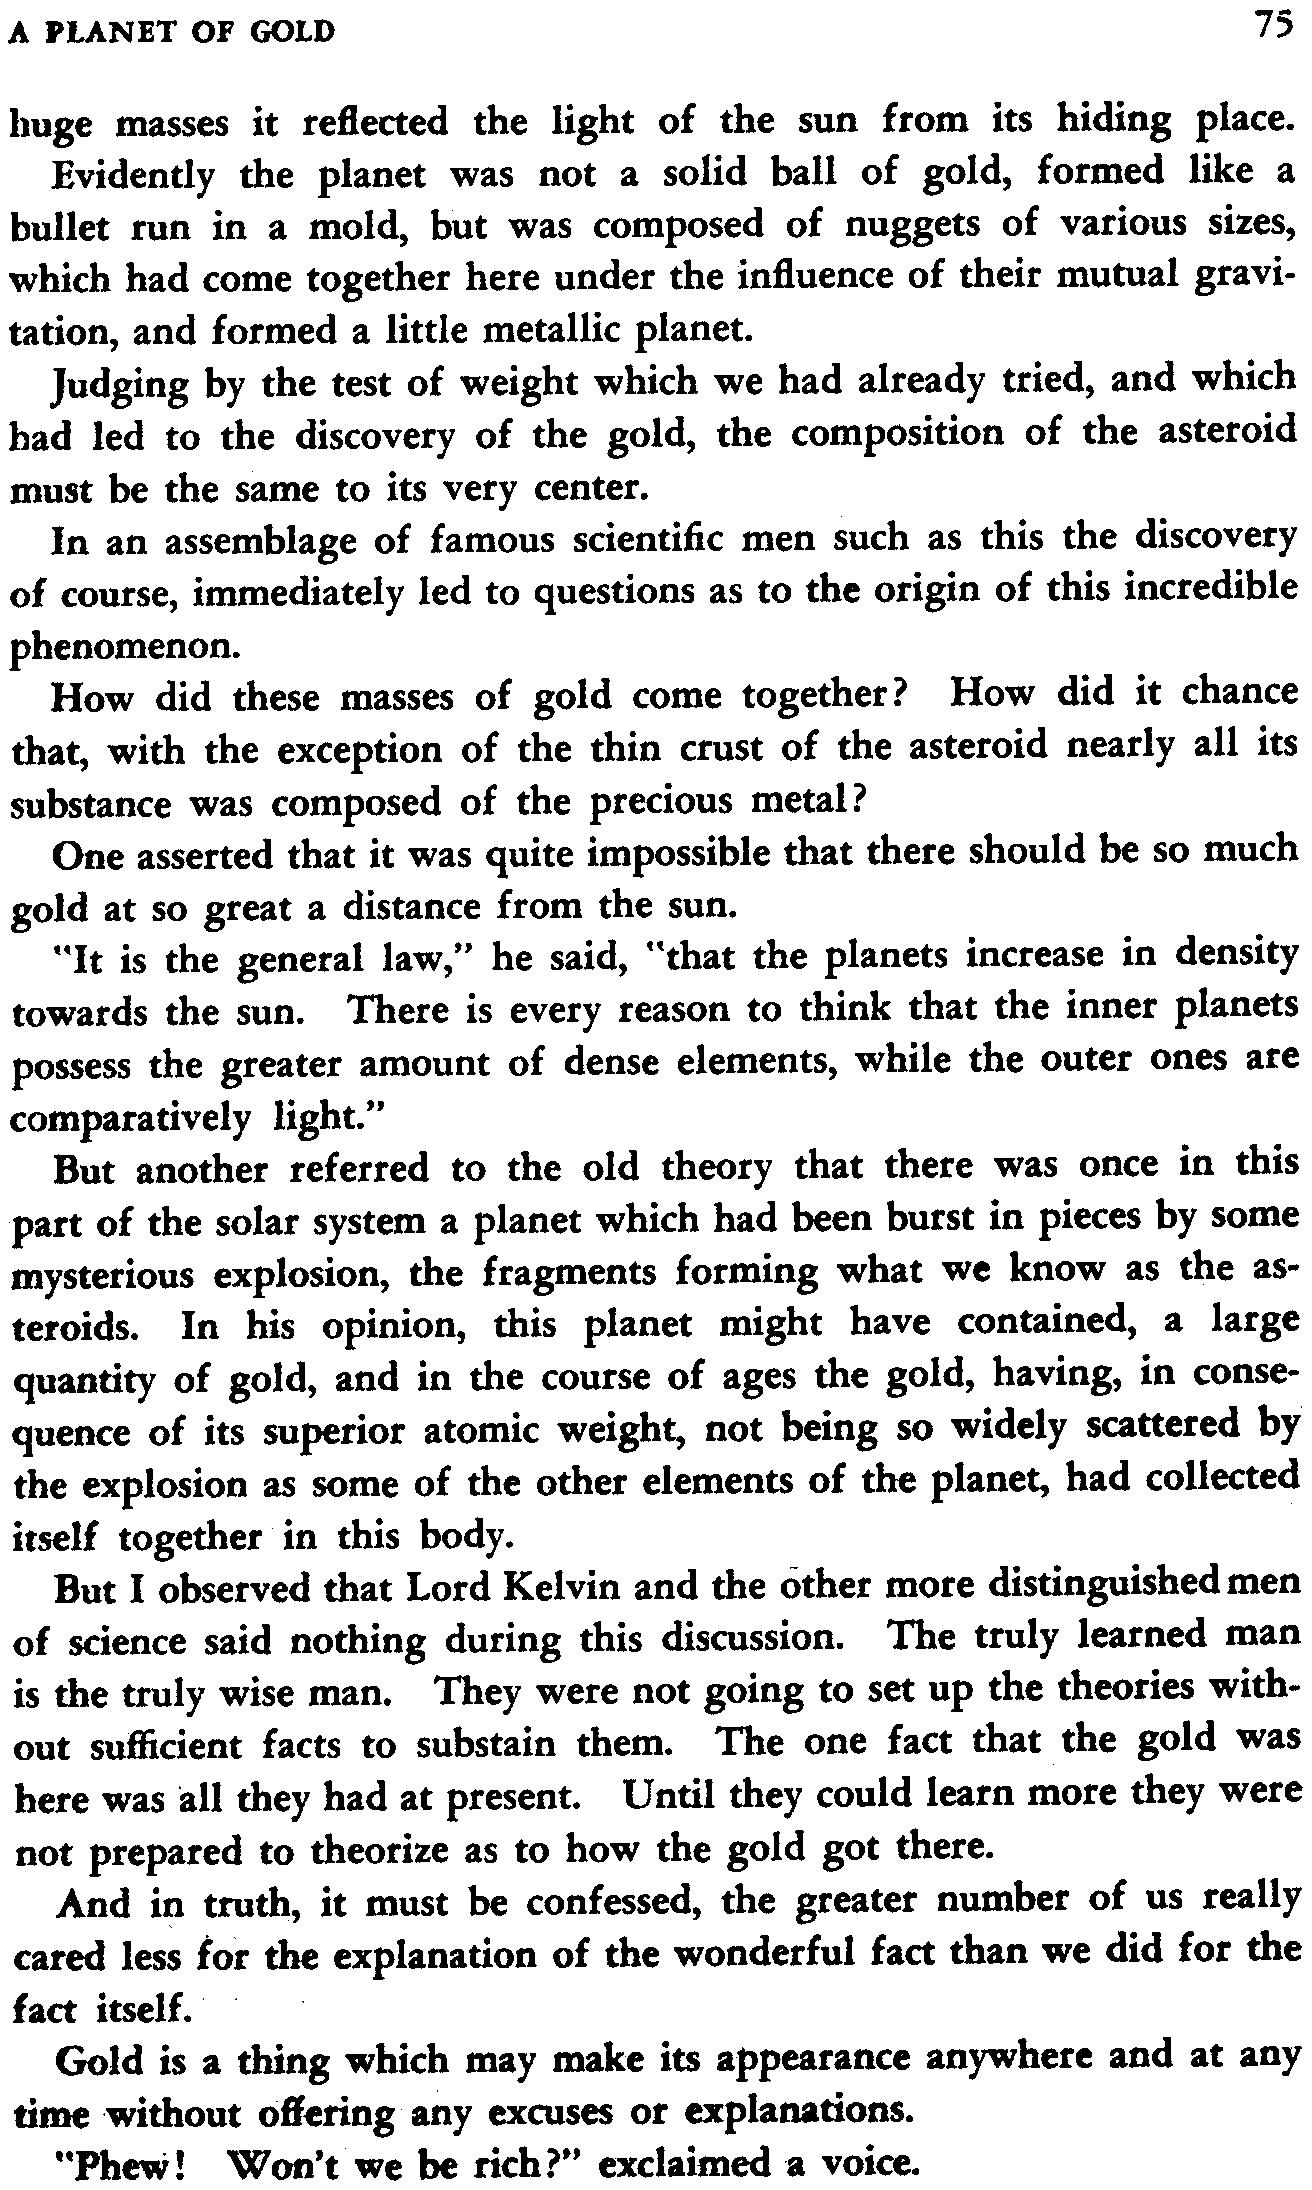 A PLANET OF GOLD 75
huge masses it reflected the light of the sun from its hiding place.
Evidently the planet was not a solid ball of gold, formed like a
bullet run in a mold, but was composed of nuggets of various sizes,
which had come together here under the influence of their mutual gravi-
tation, and formed a little metallic planet.
Judging by the test of weight which we had already tried, and which
had led to the discovery of the gold, the composition of the asteroid
must be the same to its very center.
In an assemblage of famous scientific men such as this the discovery
of course, immediately led to questions as to the origin of this incredible
phenomenon.
How did these masses of gold come together? How did it chance
that, with the exception of the thin crust of the asteroid nearly all its
substance was composed of the precious metal?
One asserted that it was quite impossible that there should be so much
gold at so great a distance from the sun.
"It is the general law," he said, "that the planets increase in density
towards the sun. There is every reason to think that the inner planets
possess the greater amount of dense elements, while the outer ones are
comparatively light."
But another referred to the old theory that there was once in this
part of the solar system a planet which had been burst in pieces by some
mysterious explosion, the fragments forming what we know as the as-
teroids. In his opinion, this planet might have contained, a large
quantity of gold, and in the course of ages the gold, having, in conse-
quence of its superior atomic weight, not being so widely scattered by
the explosion as some of the other elements of the planet, had collected
itself together in this body.
But I observed that Lord Kelvin and the other more distinguished men
of science said nothing during this discussion. The truly learned man
is the truly wise man. They were not going to set up the theories with-
out sufficient facts to substain them. The one fact that the gold was
here was all they had at present. Until they could learn more they were
not prepared to theorize as to how the gold got there.
And in truth, it must be confessed, the greater number of us really
cared less for the explanation of the wonderful fact than we did for the
fact itself.
Gold is a thing which may make its appearance anywhere and at any
time without offering any excuses or explanations.
"Phew! Won't we be rich?" exclaimed a voice.